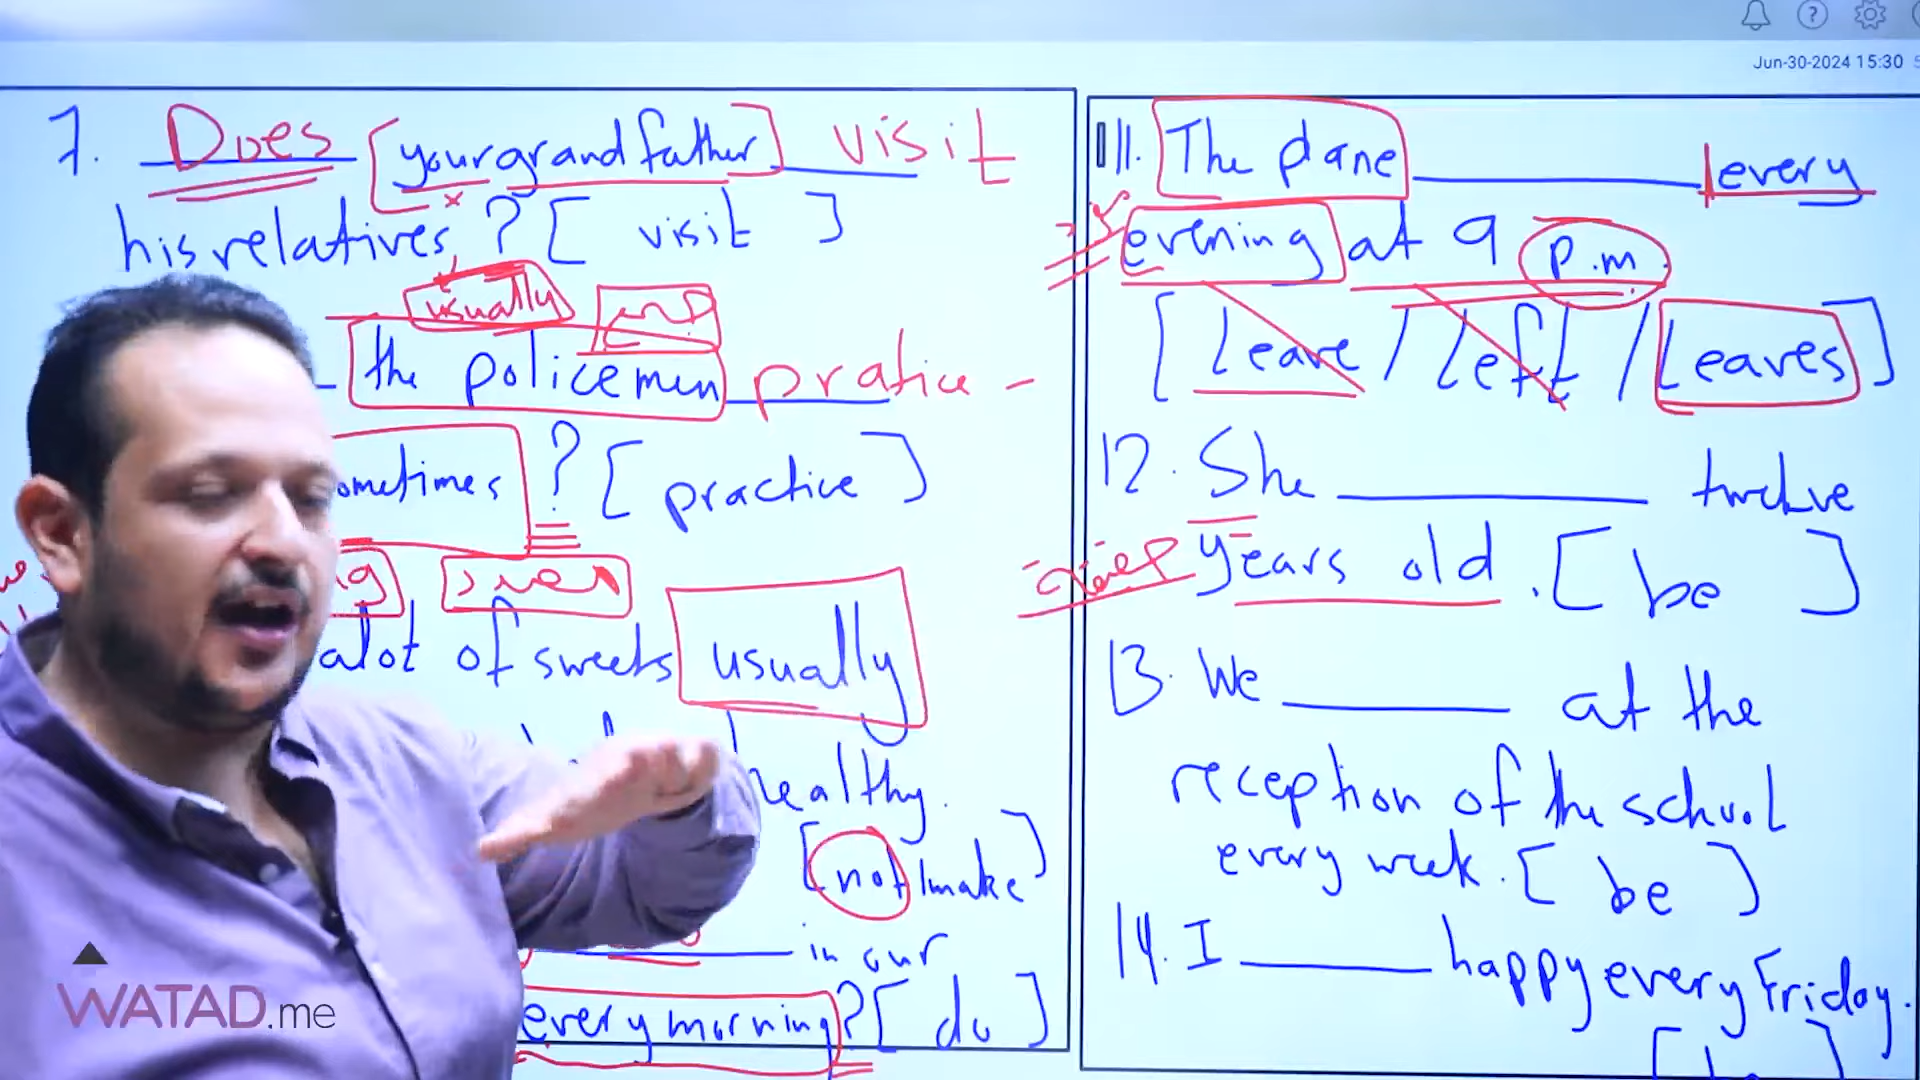 Jun-30-2024 15:30
7. Does your grandfather visit
his relatives ? [ visit ]
usually
the policemen pratice
ometimes ? [ practice ]
alot of sweets usually
healthy.
[ not/make ]
in our
every morning ? [ do ]
11. The plane every
evening at 9 p.m.
[ Leave / Left / Leaves ]
12. She twelve
years old . [ be ]
13. We at the
reception of the school
every week. [ be ]
14. I happy every Friday.
WATAD.me